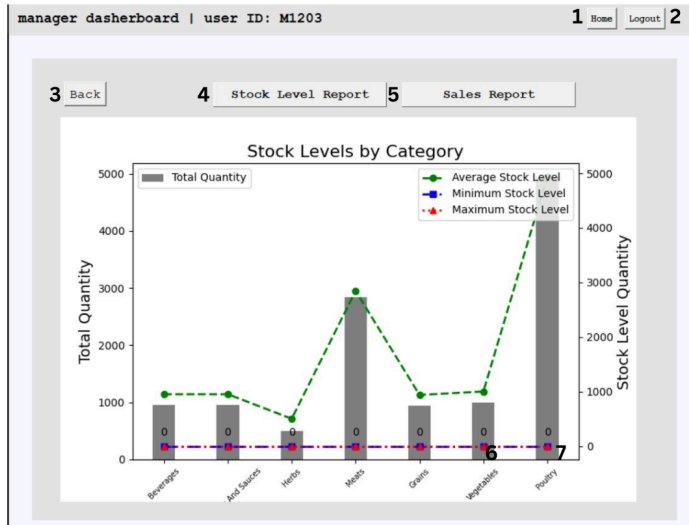 manager dasherboard | user ID: M1203
1 Home Logout 2
3 Back 4 Stock Level Report 5 Sales Report
Stock Levels by Category
Total Quantity
Average Stock Level
Minimum Stock Level
Maximum Stock Level
5000
4000
3000
2000
1000
0
Total Quantity
5000
4000
3000
2000
1000
0
Stock Level Quantity
0 0 0 0 0 0 0
6 7
Beverages And Sauces Herbs Meats Grains Vegetables Poultry